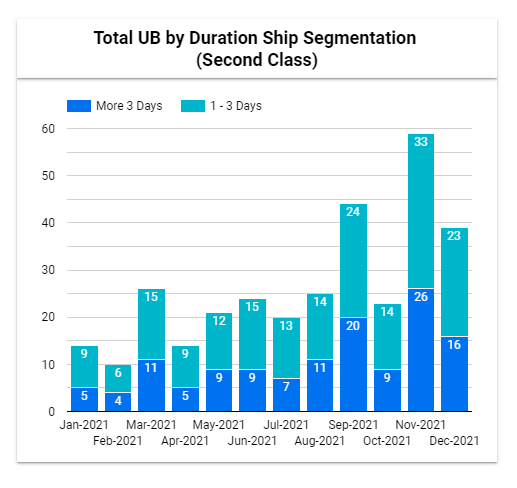 Total UB by Duration Ship Segmentation
(Second Class)
More 3 Days 1 - 3 Days
60
50
40
30
20
10
0
9 6 15 9 12 15 13 14 24 14 33 23
5 4 11 5 9 9 7 11 20 9 26 16
Jan-2021 Mar-2021 May-2021 Jul-2021 Sep-2021 Nov-2021
Feb-2021 Apr-2021 Jun-2021 Aug-2021 Oct-2021 Dec-2021